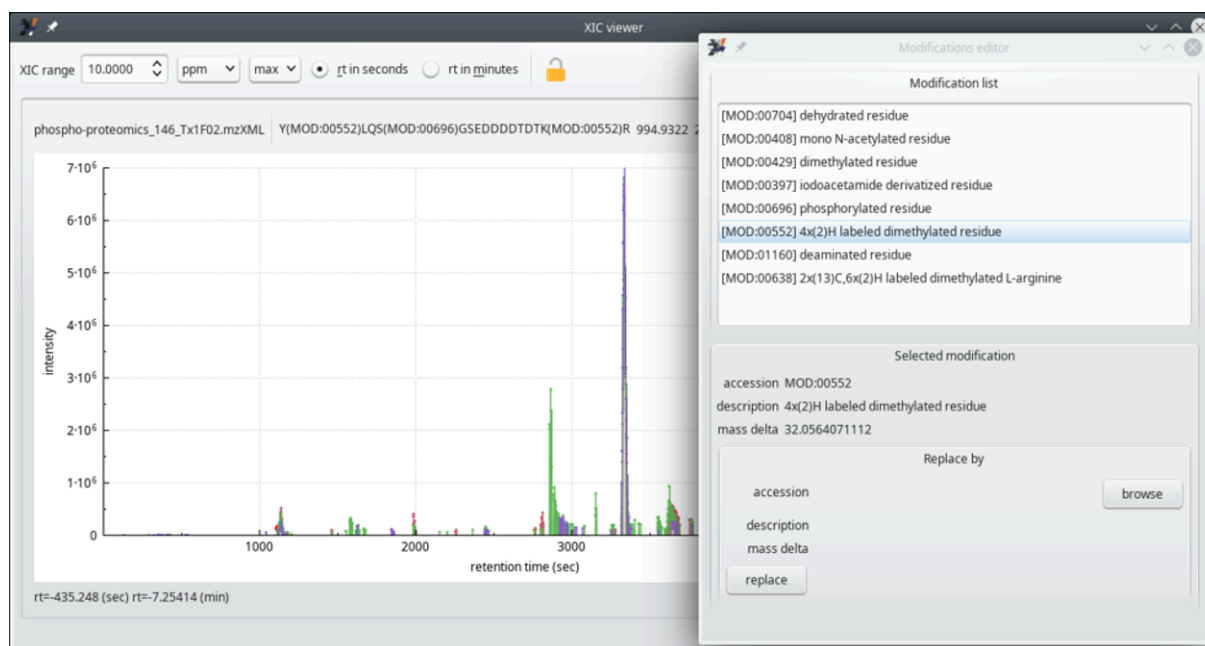 XIC viewer
XIC range 10.0000 ppm max rt in seconds rt in minutes
phospho-proteomics_146_Tx1F02.mzXML Y(MOD:00552)LQS(MOD:00696)GSEDDDDTDTK(MOD:00552)R 994.9322
7·10⁶
6·10⁶
5·10⁶
4·10⁶
3·10⁶
2·10⁶
1·10⁶
0
intensity
1000 2000 3000
retention time (sec)
rt=-435.248 (sec) rt=-7.25414 (min)
Modifications editor
Modification list
[MOD:00704] dehydrated residue
[MOD:00408] mono N-acetylated residue
[MOD:00429] dimethylated residue
[MOD:00397] iodoacetamide derivatized residue
[MOD:00696] phosphorylated residue
[MOD:00552] 4x(2)H labeled dimethylated residue
[MOD:01160] deaminated residue
[MOD:00638] 2x(13)C,6x(2)H labeled dimethylated L-arginine
Selected modification
accession MOD:00552
description 4x(2)H labeled dimethylated residue
mass delta 32.0564071112
Replace by
accession browse
description
mass delta
replace